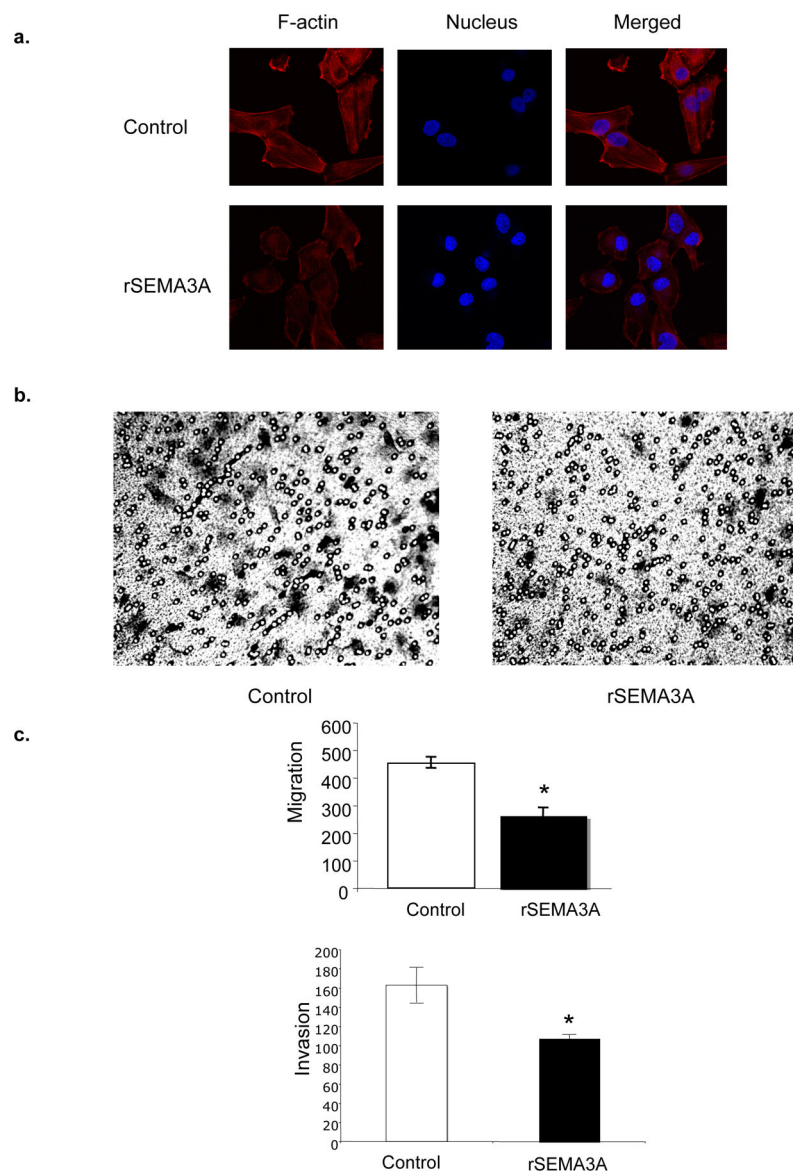 a.
F-actin Nucleus Merged
Control
rSEMA3A
b.
Control rSEMA3A
c.
Migration
600
500
400
300
200
100
0
*
Control rSEMA3A
Invasion
200
180
160
140
120
100
80
60
40
20
0
*
Control rSEMA3A